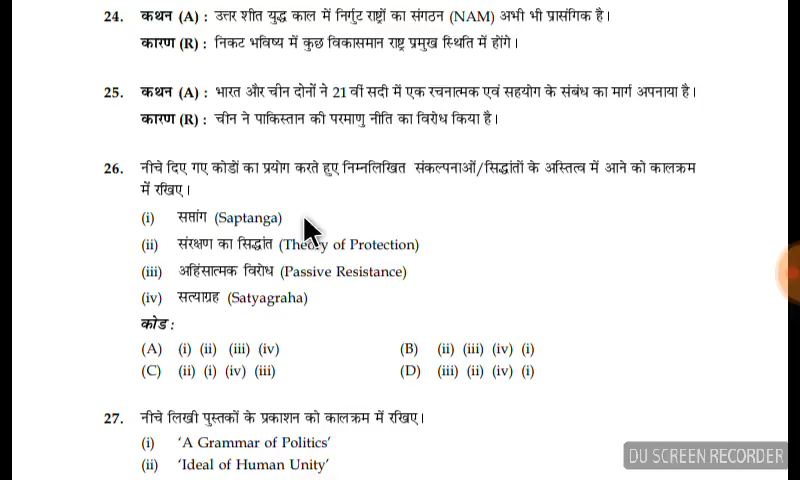 24. कथन (A) : उत्तर शीत युद्ध काल में निर्गुट राष्ट्रों का संगठन (NAM) अभी भी प्रासंगिक है।
कारण (R) : निकट भविष्य में कुछ विकासमान राष्ट्र प्रमुख स्थिति में होंगे।
25. कथन (A) : भारत और चीन दोनों ने 21 वीं सदी में एक रचनात्मक एवं सहयोग के संबंध का मार्ग अपनाया है।
कारण (R) : चीन ने पाकिस्तान की परमाणु नीति का विरोध किया है।
26. नीचे दिए गए कोडों का प्रयोग करते हुए निम्नलिखित संकल्पनाओं/सिद्धांतों के अस्तित्व में आने को कालक्रम
में रखिए।
(i) सप्तांग (Saptanga)
(ii) संरक्षण का सिद्धांत (Theory of Protection)
(iii) अहिंसात्मक विरोध (Passive Resistance)
(iv) सत्याग्रह (Satyagraha)
कोड :
(A) (i) (ii) (iii) (iv) (B) (ii) (iii) (iv) (i)
(C) (ii) (i) (iv) (iii) (D) (iii) (ii) (iv) (i)
27. नीचे लिखी पुस्तकों के प्रकाशन को कालक्रम में रखिए।
(i) 'A Grammar of Politics'
(ii) 'Ideal of Human Unity'
DU SCREEN RECORDER